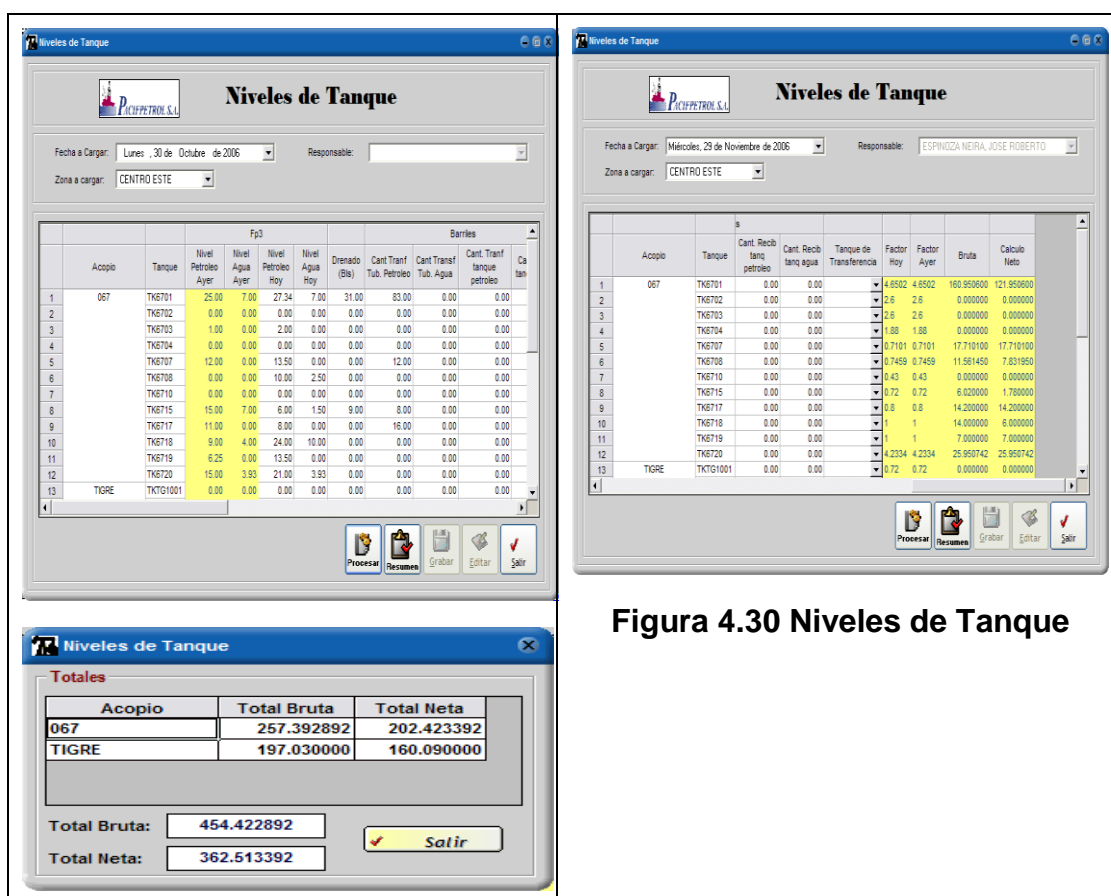 Niveles de Tanque
PACIFPETROL S.A.
Niveles de Tanque
Fecha a Cargar: Lunes , 30 de Octubre de 2006 Responsable:
Zona a cargar: CENTRO ESTE
Fp3 Barriles
Acopio Tanque Nivel Petroleo Ayer Nivel Agua Ayer Nivel Petroleo Hoy Nivel Agua Hoy Drenado (Bls) Cant Tranf Tub. Petroleo Cant Transf Tub. Agua Cant. Tranf tanque petroleo Ca tan
1 067 TK6701 25.00 7.00 27.34 7.00 31.00 83.00 0.00 0.00
2 TK6702 0.00 0.00 0.00 0.00 0.00 0.00 0.00 0.00
3 TK6703 1.00 0.00 2.00 0.00 0.00 0.00 0.00 0.00
4 TK6704 0.00 0.00 0.00 0.00 0.00 0.00 0.00 0.00
5 TK6707 12.00 0.00 13.50 0.00 0.00 12.00 0.00 0.00
6 TK6708 0.00 0.00 10.00 2.50 0.00 0.00 0.00 0.00
7 TK6710 0.00 0.00 0.00 0.00 0.00 0.00 0.00 0.00
8 TK6715 15.00 7.00 6.00 1.50 9.00 8.00 0.00 0.00
9 TK6717 11.00 0.00 8.00 0.00 0.00 16.00 0.00 0.00
10 TK6718 9.00 4.00 24.00 10.00 0.00 0.00 0.00 0.00
11 TK6719 6.25 0.00 13.50 0.00 0.00 0.00 0.00 0.00
12 TK6720 15.00 3.93 21.00 3.93 0.00 0.00 0.00 0.00
13 TIGRE TKTG1001 0.00 0.00 0.00 0.00 0.00 0.00 0.00 0.00
Procesar Resumen Grabar Editar Salir
Niveles de Tanque
PACIFPETROL S.A.
Niveles de Tanque
Fecha a Cargar: Miércoles, 29 de Noviembre de 2006 Responsable: ESPINOZA NEIRA, JOSE ROBERTO
Zona a cargar: CENTRO ESTE
s
Acopio Tanque Cant. Recib tanq petroleo Cant. Recib tanq agua Tanque de Transferencia Factor Hoy Factor Ayer Bruta Calculo Neto
1 067 TK6701 0.00 0.00 4.6502 4.6502 160.950600 121.950600
2 TK6702 0.00 0.00 2.6 2.6 0.000000 0.000000
3 TK6703 0.00 0.00 2.6 2.6 0.000000 0.000000
4 TK6704 0.00 0.00 1.88 1.88 0.000000 0.000000
5 TK6707 0.00 0.00 0.7101 0.7101 17.710100 17.710100
6 TK6708 0.00 0.00 0.7459 0.7459 11.561450 7.831950
7 TK6710 0.00 0.00 0.43 0.43 0.000000 0.000000
8 TK6715 0.00 0.00 0.72 0.72 6.020000 1.780000
9 TK6717 0.00 0.00 0.8 0.8 14.200000 14.200000
10 TK6718 0.00 0.00 1 1 14.000000 6.000000
11 TK6719 0.00 0.00 1 1 7.000000 7.000000
12 TK6720 0.00 0.00 4.2334 4.2334 25.950742 25.950742
13 TIGRE TKTG1001 0.00 0.00 0.72 0.72 0.000000 0.000000
Procesar Resumen Grabar Editar Salir
Figura 4.30 Niveles de Tanque
Niveles de Tanque
Totales
Acopio Total Bruta Total Neta
067 257.392892 202.423392
TIGRE 197.030000 160.090000
Total Bruta: 454.422892
Salir
Total Neta: 362.513392